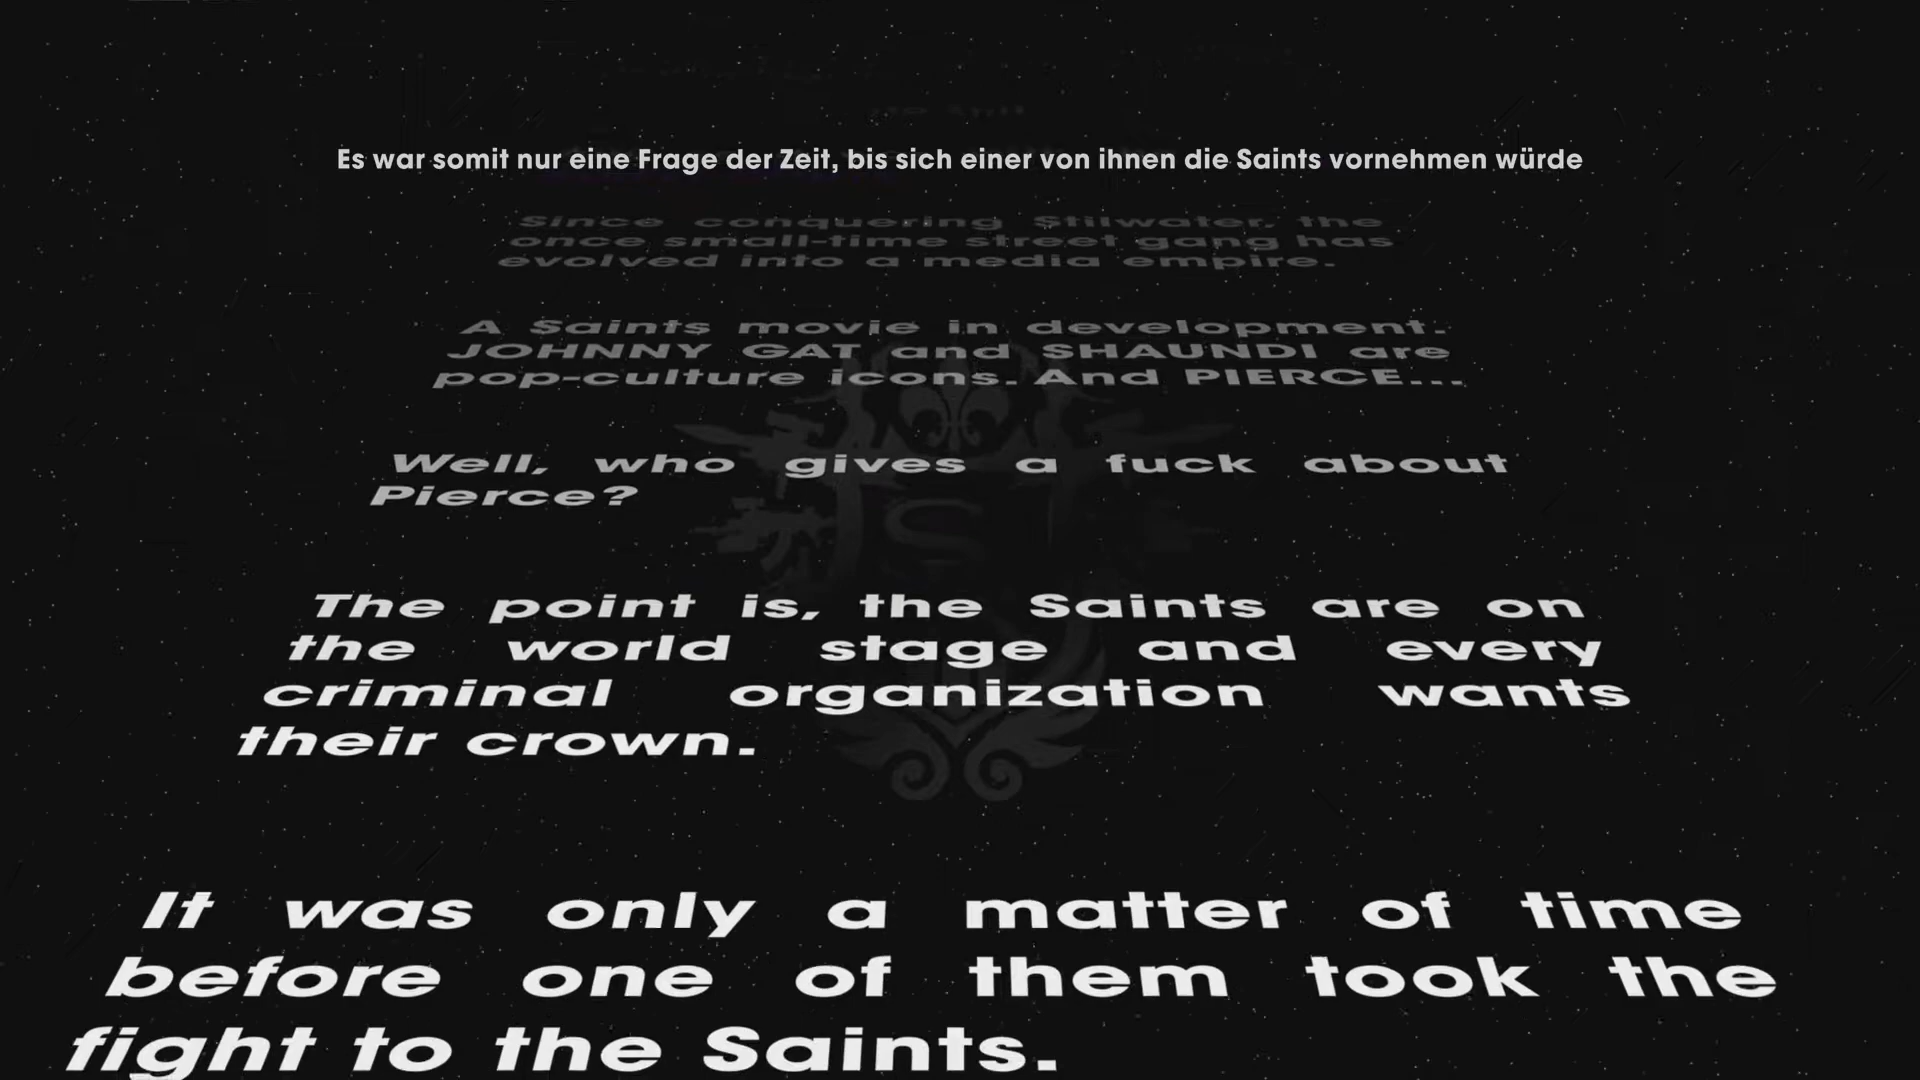 Es war somit nur eine Frage der Zeit, bis sich einer von ihnen die Saints vornehmen würde
Since conquering Stilwater, the
once small-time street gang has
evolved into a media empire.
A Saints movie in development.
JOHNNY GAT and SHAUNDI are
pop-culture icons. And PIERCE...
Well, who gives a fuck about
Pierce?
The point is, the Saints are on
the world stage and every
criminal organization wants
their crown.
It was only a matter of time
before one of them took the
fight to the Saints.